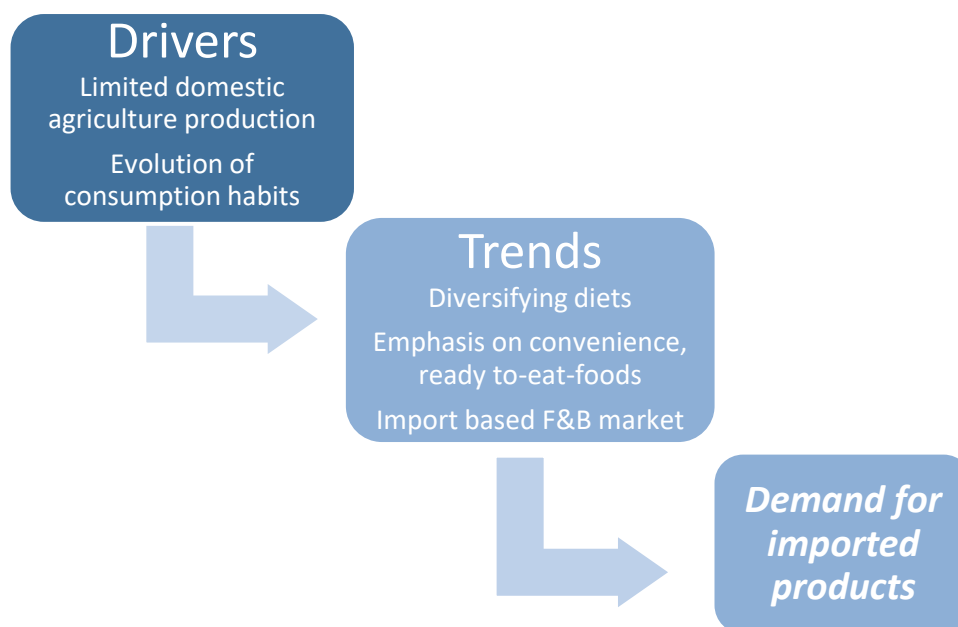 Drivers
Limited domestic
agriculture production
Evolution of
consumption habits
Trends
Diversifying diets
Emphasis on convenience,
ready to-eat-foods
Import based F&B market
Demand for
imported
products